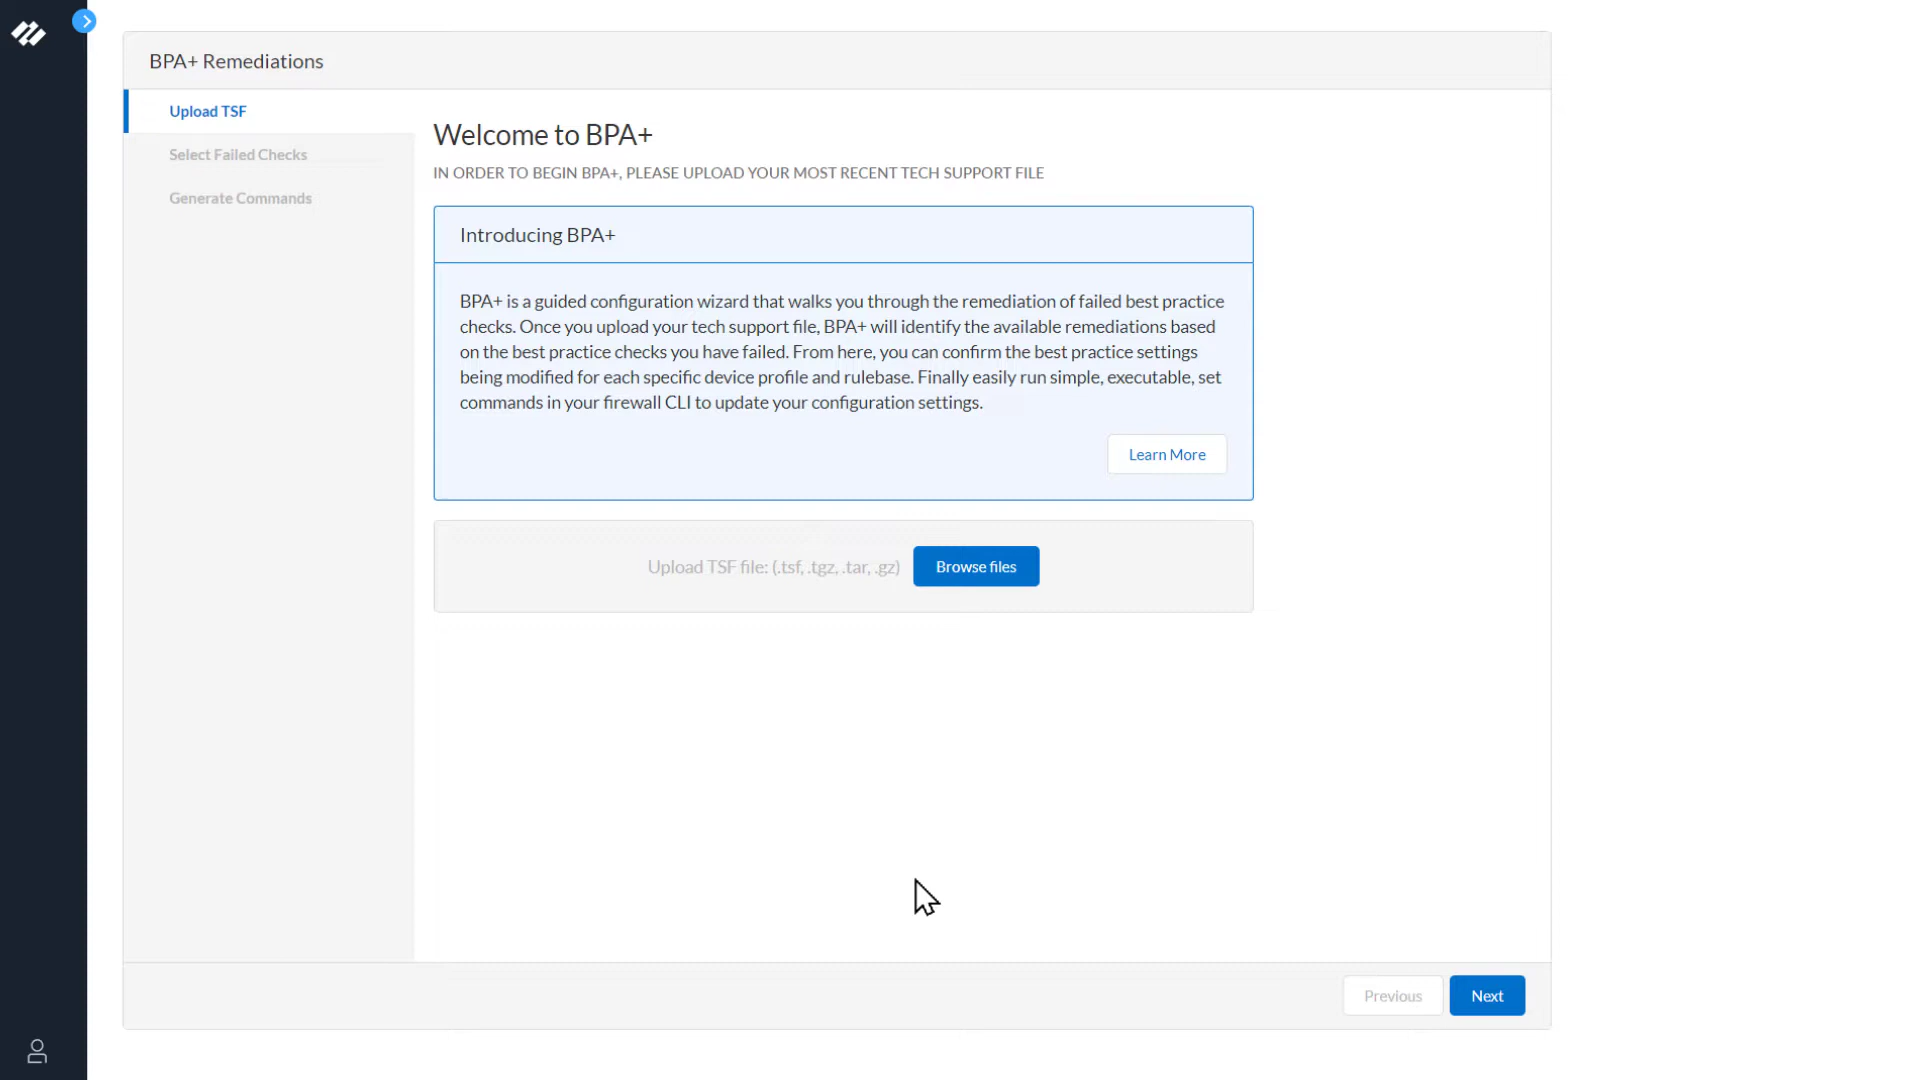 BPA+ Remediations
Upload TSF
Select Failed Checks
Generate Commands
Welcome to BPA+
IN ORDER TO BEGIN BPA+, PLEASE UPLOAD YOUR MOST RECENT TECH SUPPORT FILE
Introducing BPA+
BPA+ is a guided configuration wizard that walks you through the remediation of failed best practice
checks. Once you upload your tech support file, BPA+ will identify the available remediations based
on the best practice checks you have failed. From here, you can confirm the best practice settings
being modified for each specific device profile and rulebase. Finally easily run simple, executable, set
commands in your firewall CLI to update your configuration settings.
Learn More
Upload TSF file: (.tsf, .tgz, .tar, .gz)
Browse files
Previous
Next